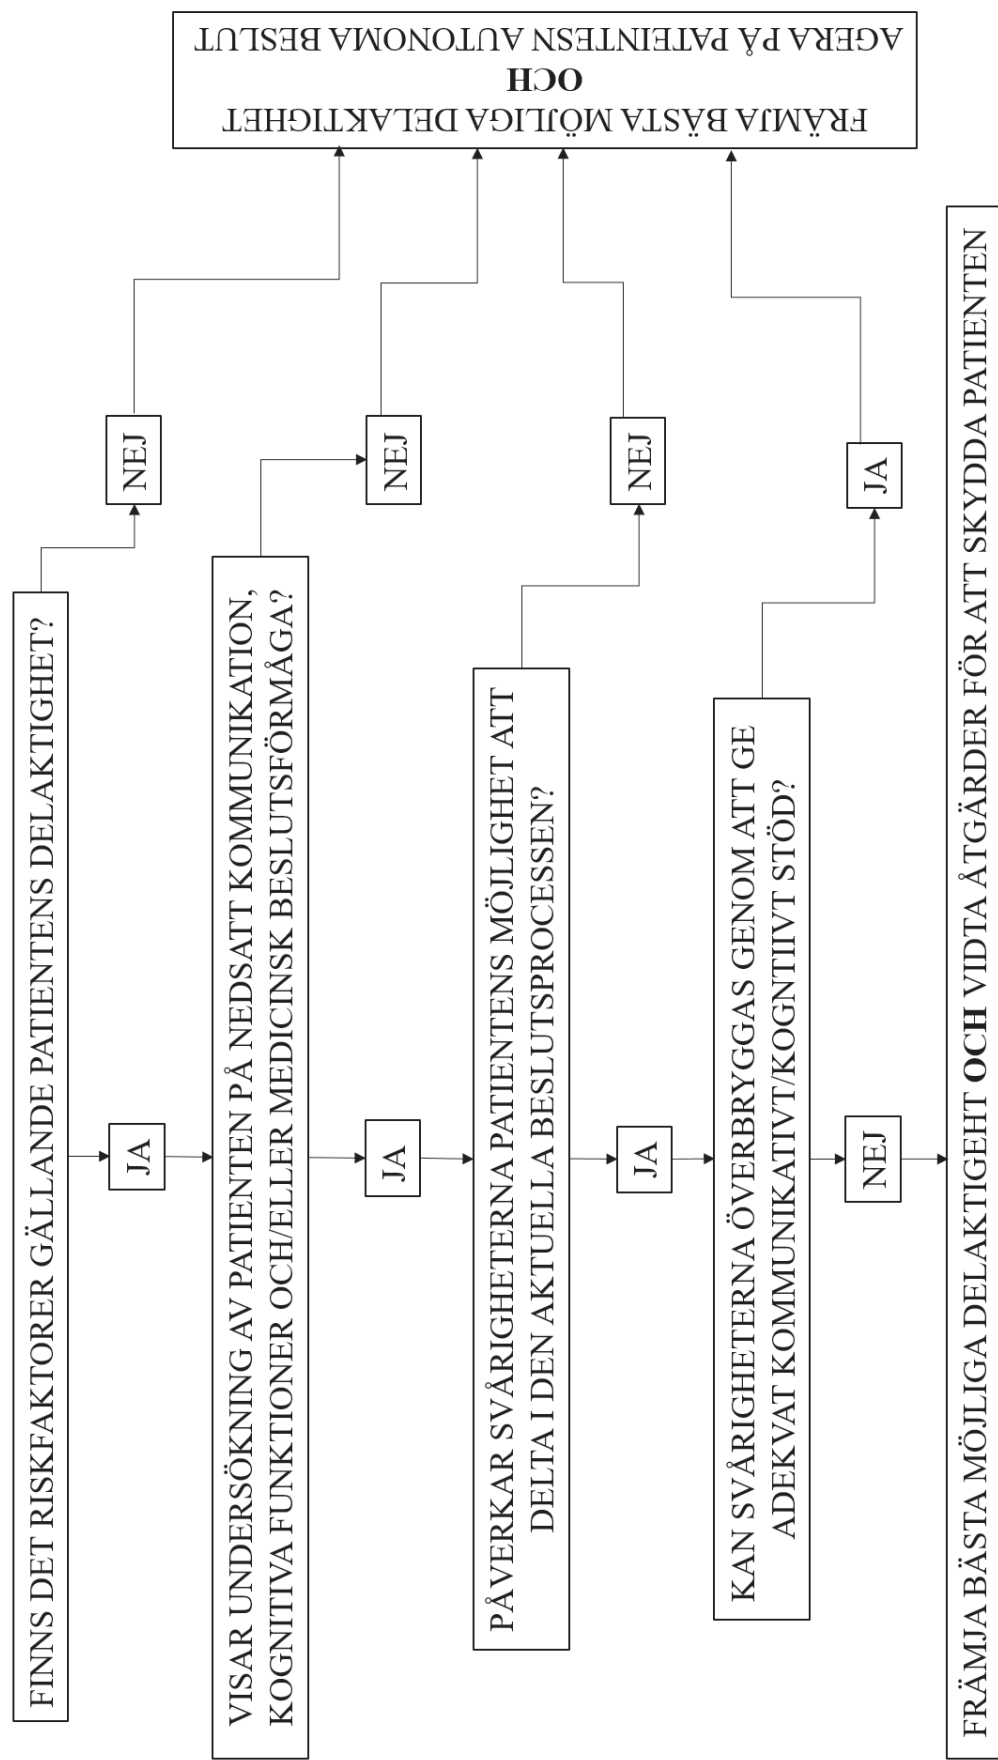 FINNS DET RISKFAKTORER GÄLLANDE PATIENTENS DELAKTIGHET?
NEJ
JA
VISAR UNDERSÖKNING AV PATIENTEN PÅ NEDSATT KOMMUNIKATION,
KOGNITIVA FUNKTIONER OCH/ELLER MEDICINSK BESLUTSFÖRMÅGA?
NEJ
JA
PÅVERKAR SVÅRIGHETERNA PATIENTENS MÖJLIGHET ATT
DELTA I DEN AKTUELLA BESLUTSPROCESSEN?
NEJ
JA
KAN SVÅRIGHETERNA ÖVERBRYGGAS GENOM ATT GE
ADEKVAT KOMMUNIKATIVT/KOGNTIIVT STÖD?
JA
NEJ
FRÄMJA BÄSTA MÖJLIGA DELAKTIGEHT OCH VIDTA ÅTGÄRDER FÖR ATT SKYDDA PATIENTEN
FRÄMJA BÄSTA MÖJLIGA DELAKTIGHET
OCH
AGERA PÅ PATEINTESN AUTONOMA BESLUT